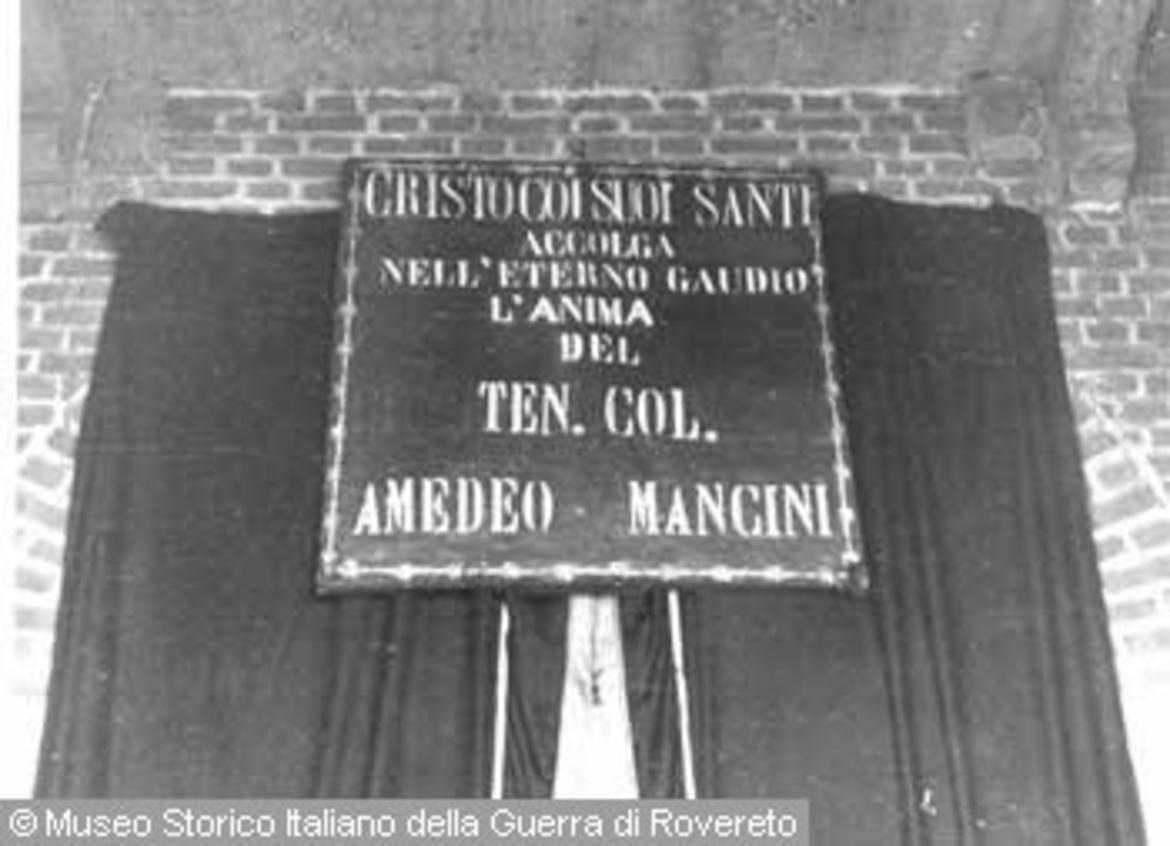 CRISTO COI SUOI SANTI
ACCOLGA
NELL'ETERNO GAUDIO
L'ANIMA
DEL
TEN. COL.
AMEDEO MANCINI
© Museo Storico Italiano della Guerra di Rovereto